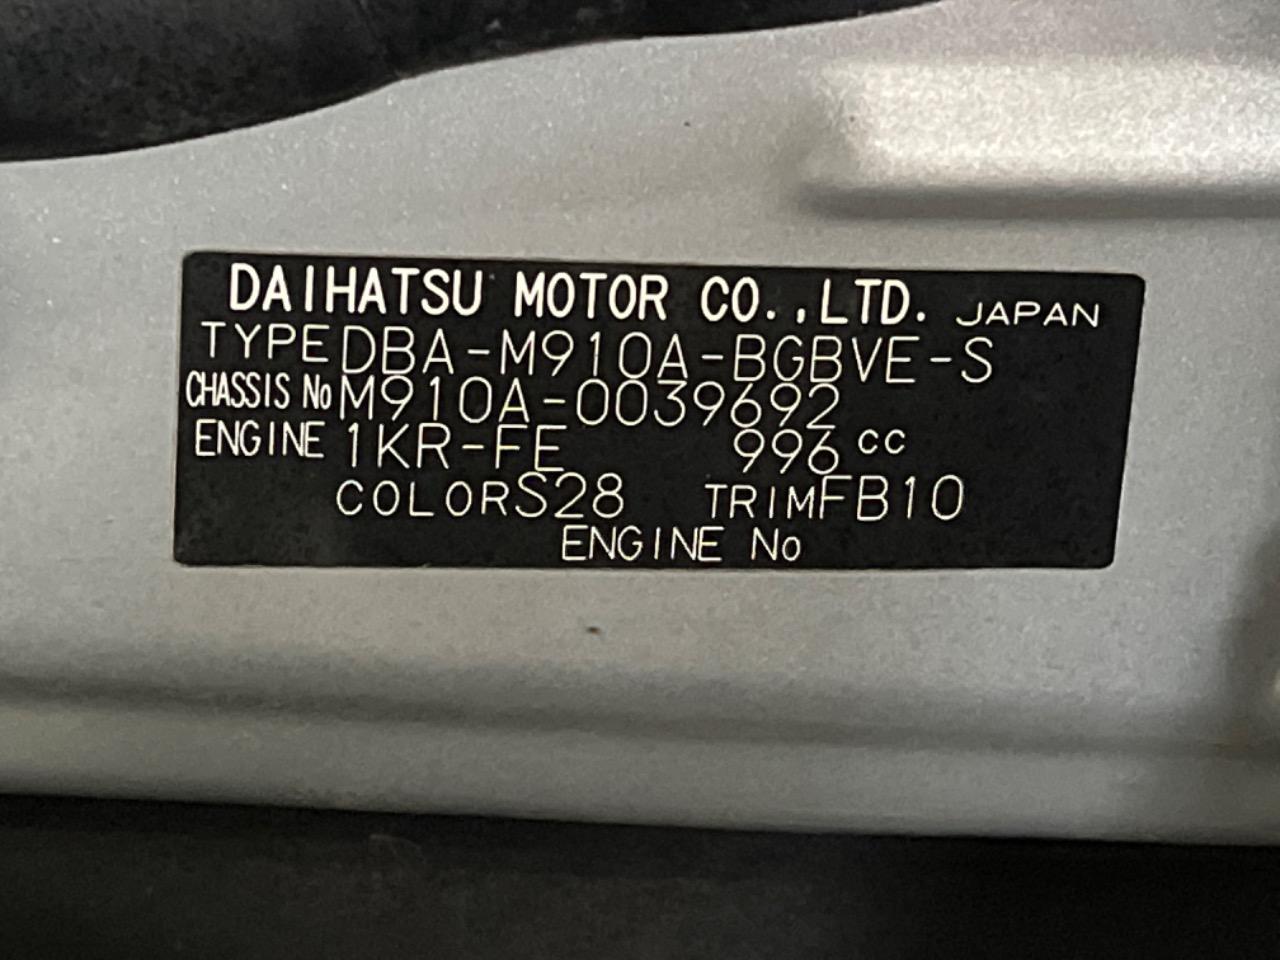 DAIHATSU MOTOR CO.,LTD. JAPAN
TYPE DBA-M910A-BGBVE-S
CHASSIS No M910A-0039692
ENGINE 1KR-FE 996 cc
COLOR S28 TRIM FB10
ENGINE No